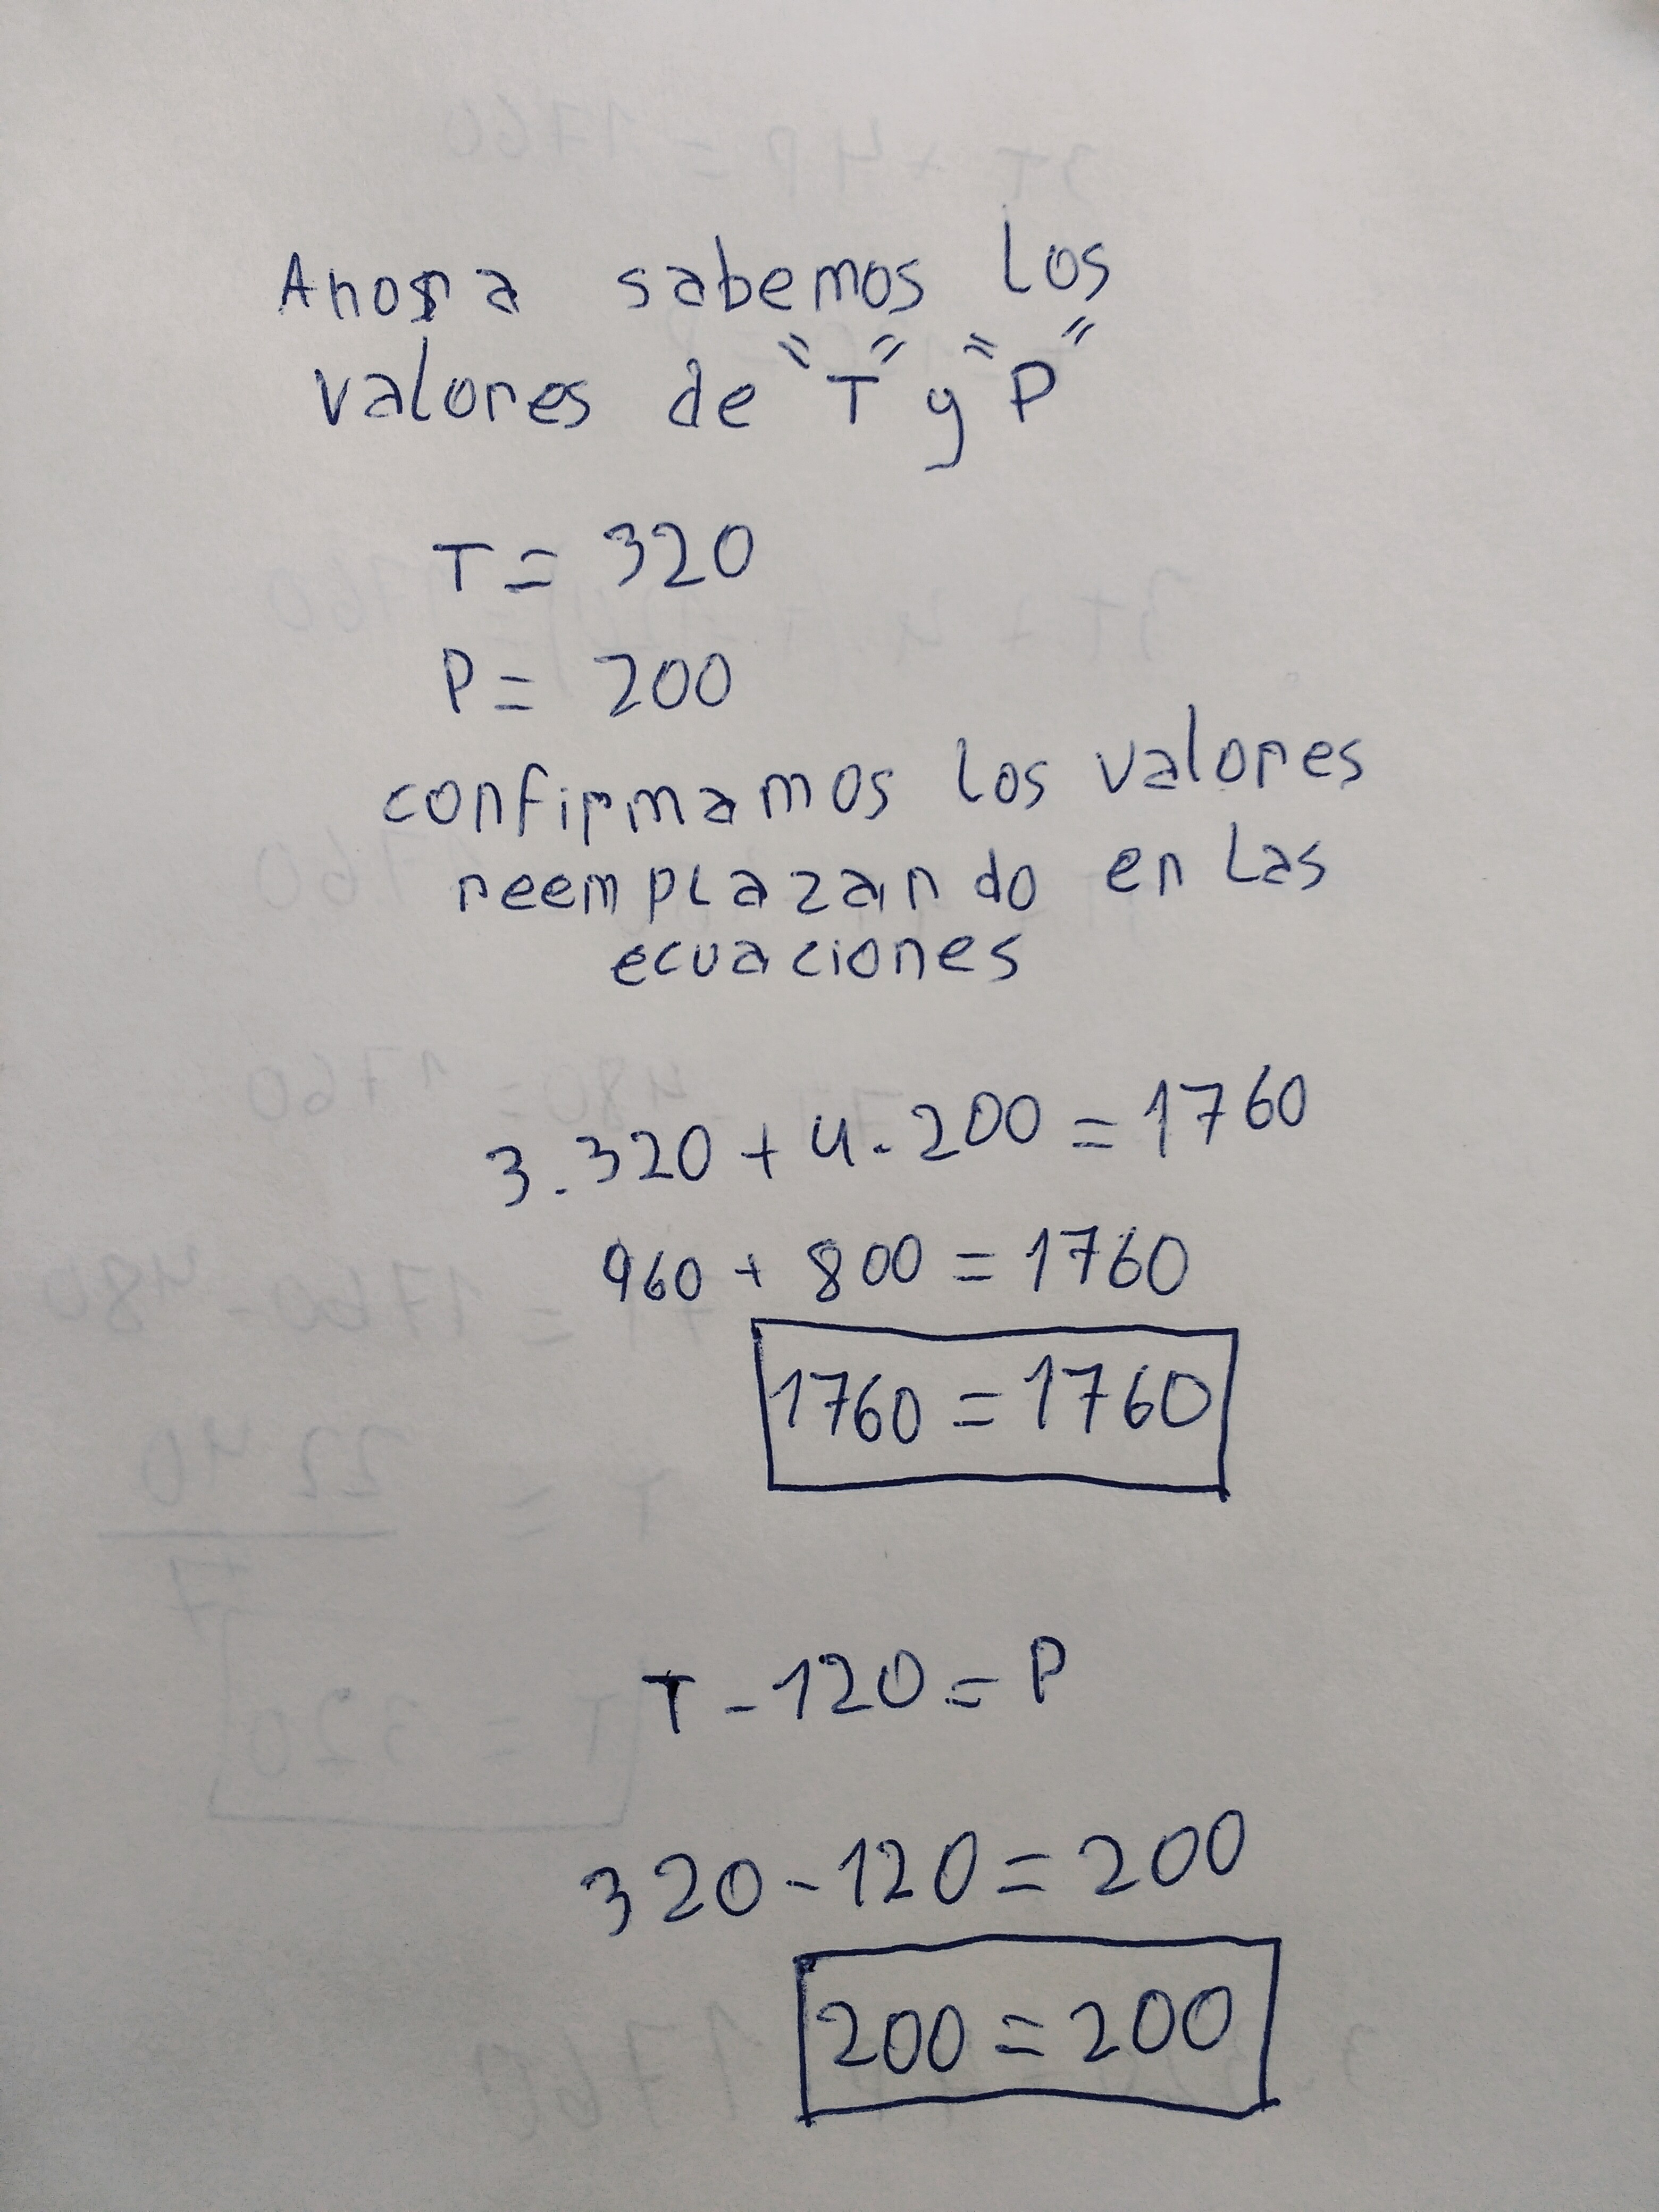 Ahora sabemos los
valores de "T" y "P"
T = 320
P = 200
confirmamos los valores
reemplazando en las
ecuaciones
3.320 + 4.200 = 1760
960 + 800 = 1760
1760 = 1760
T - 120 = P
320 - 120 = 200
200 = 200